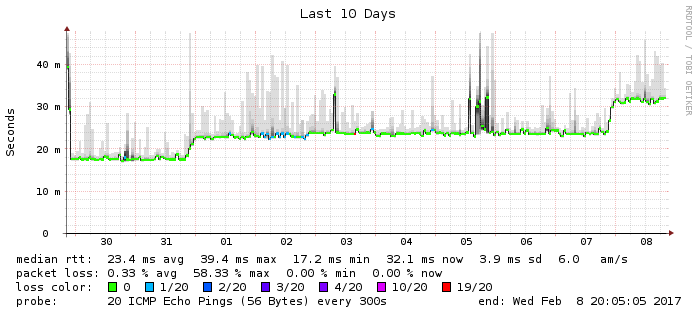 Last 10 Days
RRDTOOL / TOBI OETIKER
Seconds
40 m
30 m
20 m
10 m
0
30 31 01 02 03 04 05 06 07 08
median rtt: 23.4 ms avg 39.4 ms max 17.2 ms min 32.1 ms now 3.9 ms sd 6.0 am/s
packet loss: 0.33 % avg 58.33 % max 0.00 % min 0.00 % now
loss color: 0 1/20 2/20 3/20 4/20 10/20 19/20
probe: 20 ICMP Echo Pings (56 Bytes) every 300s end: Wed Feb 8 20:05:05 2017